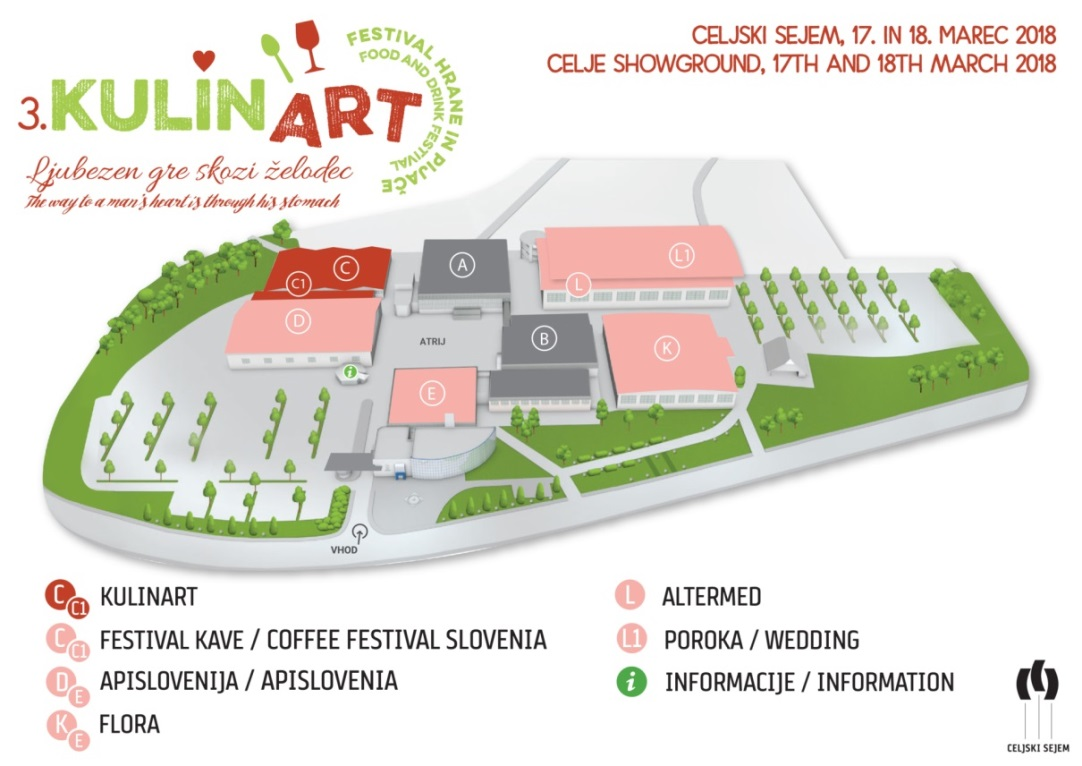 CELJSKI SEJEM, 17. IN 18. MAREC 2018
CELJE SHOWGROUND, 17TH AND 18TH MARCH 2018
3. KULINART
FESTIVAL HRANE IN PIJAČE
FOOD AND DRINK FESTIVAL
Ljubezen gre skozi želodec
The way to a man's heart is through his stomach
C
C1
A
L1
L
D
ATRIJ
B
K
i
E
VHOD
C C1 KULINART
C C1 FESTIVAL KAVE / COFFEE FESTIVAL SLOVENIA
D E APISLOVENIJA / APISLOVENIA
K E FLORA
L ALTERMED
L1 POROKA / WEDDING
i INFORMACIJE / INFORMATION
CELJSKI SEJEM